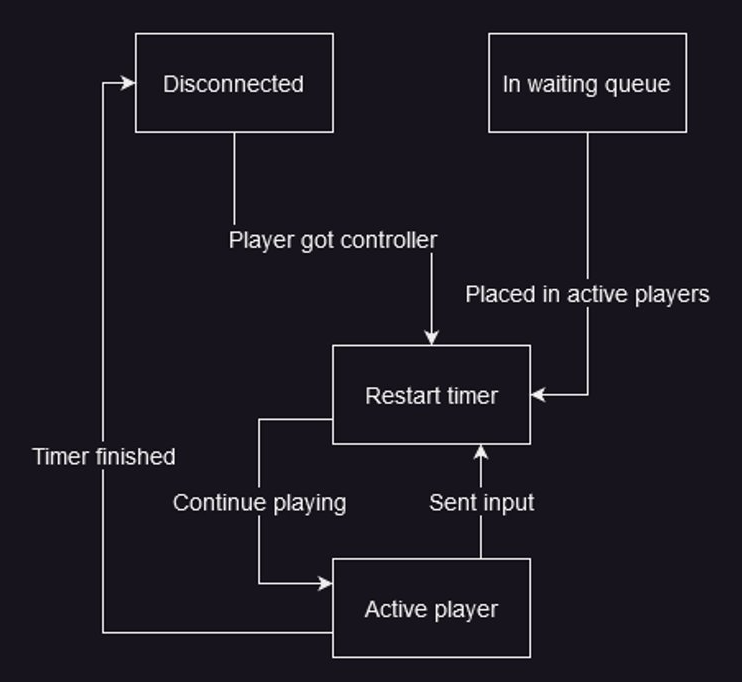 Disconnected
In waiting queue
Player got controller
Placed in active players
Restart timer
Timer finished
Continue playing
Sent input
Active player